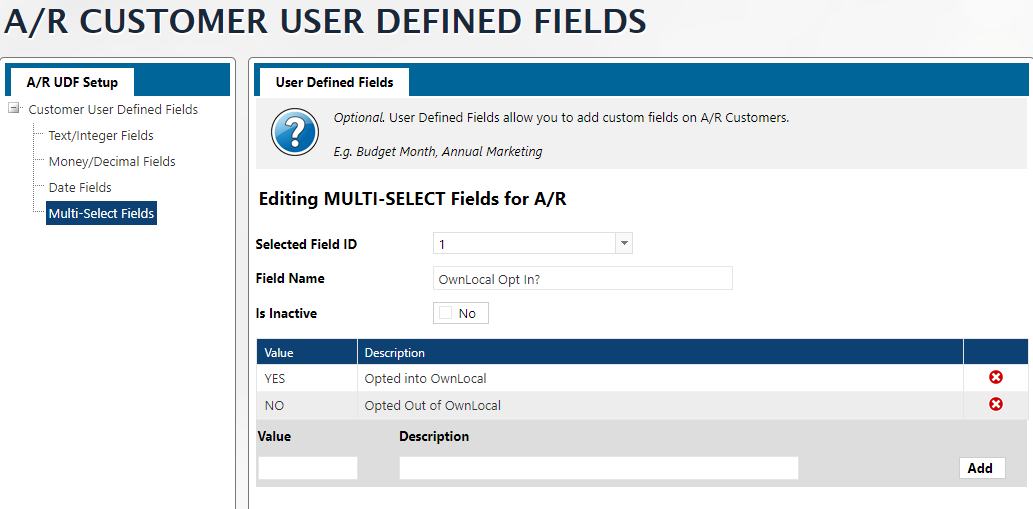 A/R CUSTOMER USER DEFINED FIELDS
A/R UDF Setup
Customer User Defined Fields
Text/Integer Fields
Money/Decimal Fields
Date Fields
Multi-Select Fields
User Defined Fields
?
Optional. User Defined Fields allow you to add custom fields on A/R Customers.
E.g. Budget Month, Annual Marketing
Editing MULTI-SELECT Fields for A/R
Selected Field ID 1
Field Name OwnLocal Opt In?
Is Inactive No
Value Description
YES Opted into OwnLocal
NO Opted Out of OwnLocal
Value Description
Add